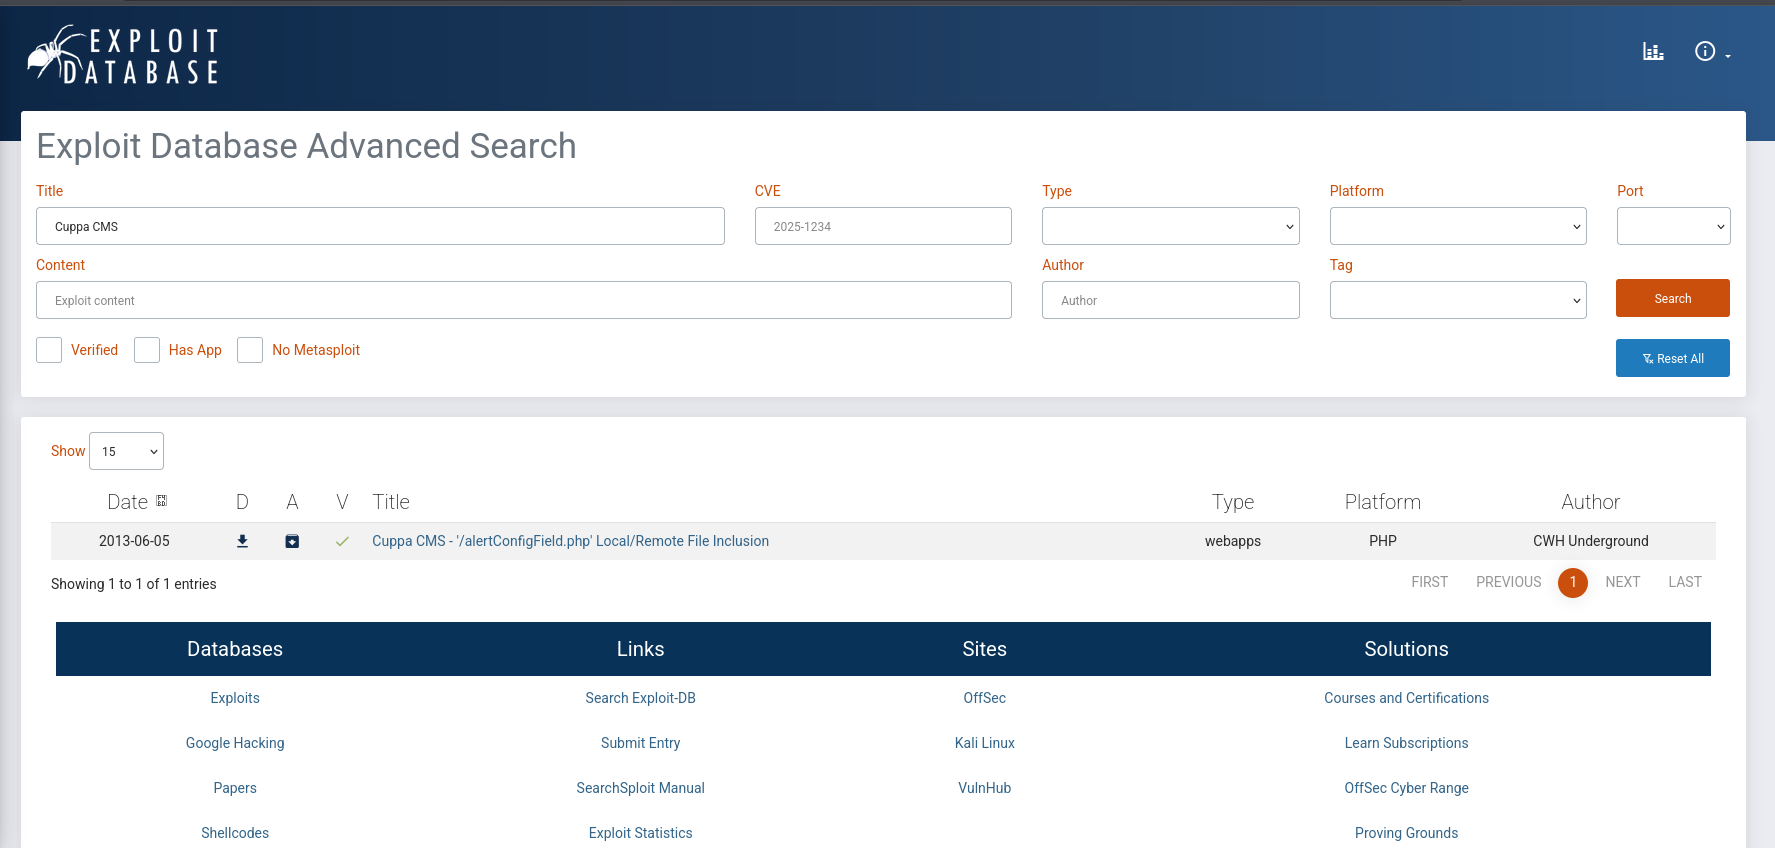 EXPLOIT
DATABASE
Exploit Database Advanced Search
Title
CVE
Type
Platform
Port
Cuppa CMS
2025-1234
Content
Author
Tag
Exploit content
Author
Search
Verified
Has App
No Metasploit
Reset All
Show 15
Date D A V Title Type Platform Author
2013-06-05 Cuppa CMS - '/alertConfigField.php' Local/Remote File Inclusion webapps PHP CWH Underground
Showing 1 to 1 of 1 entries
FIRST PREVIOUS 1 NEXT LAST
Databases Links Sites Solutions
Exploits Search Exploit-DB OffSec Courses and Certifications
Google Hacking Submit Entry Kali Linux Learn Subscriptions
Papers SearchSploit Manual VulnHub OffSec Cyber Range
Shellcodes Exploit Statistics Proving Grounds